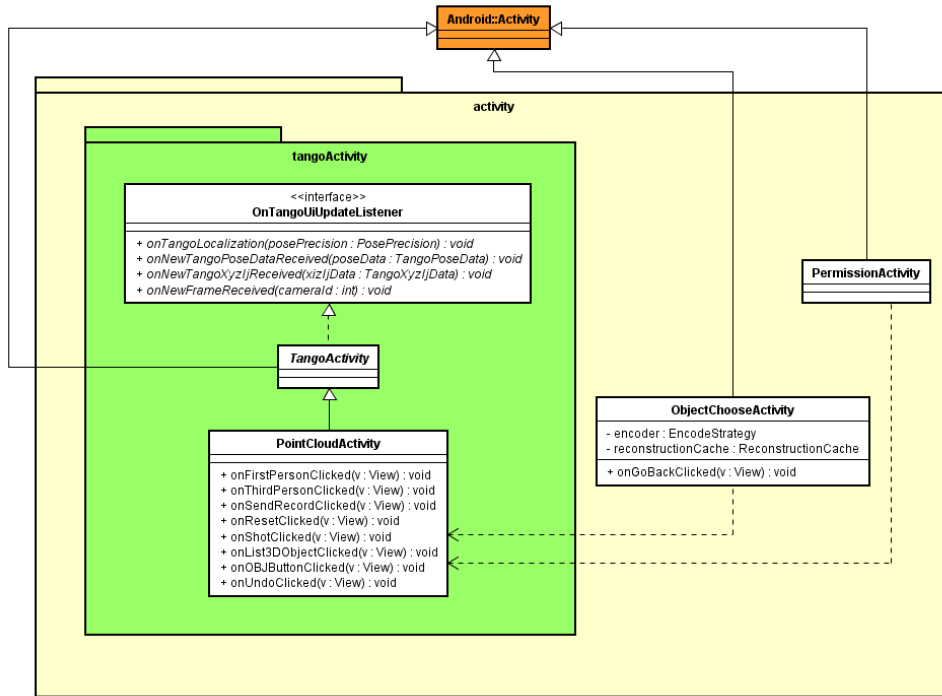 Android::Activity
activity
tangoActivity
<<interface>>
OnTangoUiUpdateListener
+ onTangoLocalization(posePrecision : PosePrecision) : void
+ onNewTangoPoseDataReceived(poseData : TangoPoseData) : void
+ onNewTangoXyzIjReceived(xizIjData : TangoXyzIjData) : void
+ onNewFrameReceived(cameraId : int) : void
PermissionActivity
TangoActivity
ObjectChooseActivity
- encoder : EncodeStrategy
- reconstructionCache : ReconstructionCache
+ onGoBackClicked(v : View) : void
PointCloudActivity
+ onFirstPersonClicked(v : View) : void
+ onThirdPersonClicked(v : View) : void
+ onSendRecordClicked(v : View) : void
+ onResetClicked(v : View) : void
+ onShotClicked(v : View) : void
+ onList3DObjectClicked(v : View) : void
+ onOBJButtonClicked(v : View) : void
+ onUndoClicked(v : View) : void